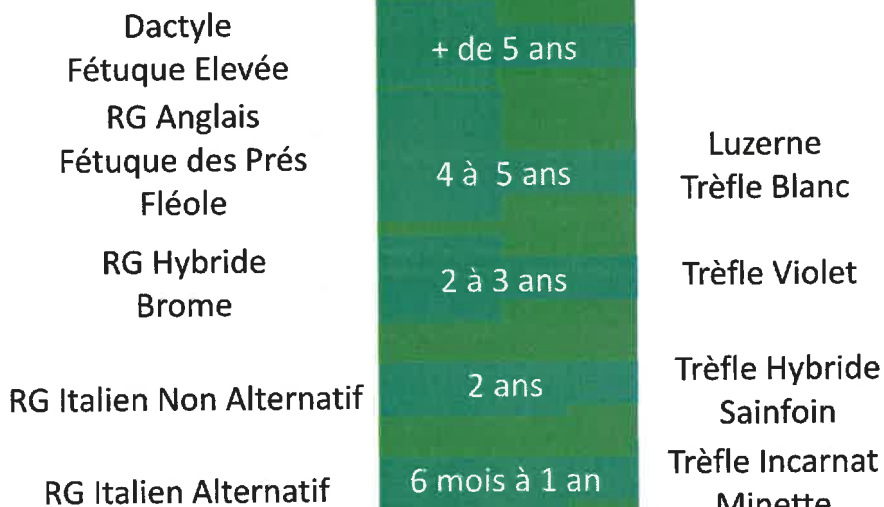 Dactyle
Fétuque Elevée
+ de 5 ans
RG Anglais
Fétuque des Prés
Fléole
4 à 5 ans
Luzerne
Trèfle Blanc
RG Hybride
Brome
2 à 3 ans
Trèfle Violet
RG Italien Non Alternatif
2 ans
Trèfle Hybride
Sainfoin
RG Italien Alternatif
6 mois à 1 an
Trèfle Incarnat
Minette